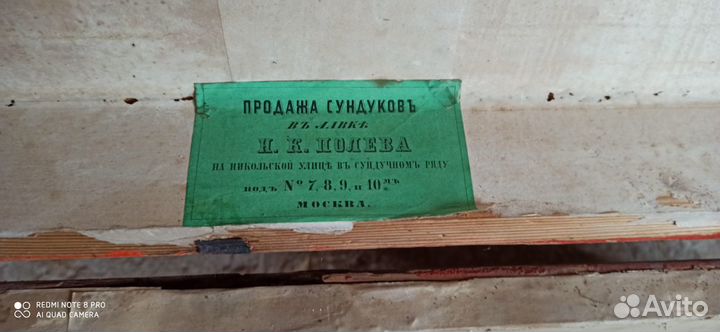 ПРОДАЖА СУНДУКОВЪ
ВЪ ЛАВКѢ
Н. К. ПОЛЕВА
НА НИКОЛЬСКОЙ УЛИЦѢ ВЪ СУНДУЧНОМЪ РЯДУ
ПОДЪ № 7, 8, 9, и 10мъ
МОСКВА.
REDMI NOTE 8 PRO
AI QUAD CAMERA
Avito